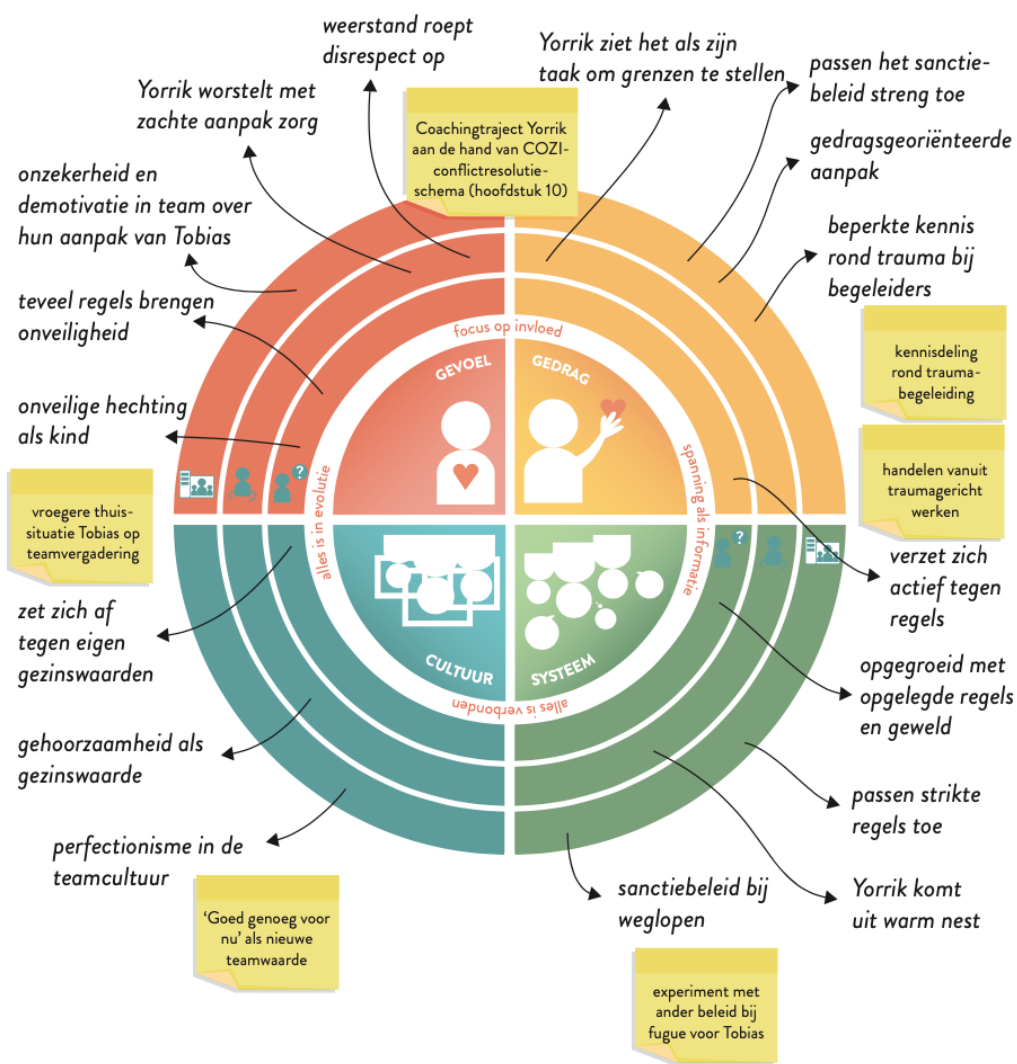 weerstand roept
disrespect op
Yorrik ziet het als zijn
taak om grenzen te stellen
passen het sanctie-
beleid streng toe
Yorrik worstelt met
zachte aanpak zorg
Coachingtraject Yorrik
aan de hand van COZI-
conflictresolutie-
schema (hoofdstuk 10)
gedragsgeoriënteerde
aanpak
onzekerheid en
demotivatie in team over
hun aanpak van Tobias
beperkte kennis
rond trauma bij
begeleiders
teveel regels brengen
onveiligheid
focus op invloed
GEVOEL
GEDRAG
kennisdeling
rond trauma-
begeleiding
onveilige hechting
als kind
?
alles is in evolutie
spanning als informatie
vroegere thuis-
situatie Tobias op
teamvergadering
handelen vanuit
traumagericht
werken
?
verzet zich
actief tegen
regels
zet zich af
tegen eigen
gezinswaarden
CULTUUR
SYSTEEM
alles is verbonden
opgegroeid met
opgelegde regels
en geweld
gehoorzaamheid als
gezinswaarde
passen strikte
regels toe
perfectionisme in de
teamcultuur
sanctiebeleid bij
weglopen
Yorrik komt
uit warm nest
‘Goed genoeg voor
nu’ als nieuwe
teamwaarde
experiment met
ander beleid bij
fugue voor Tobias